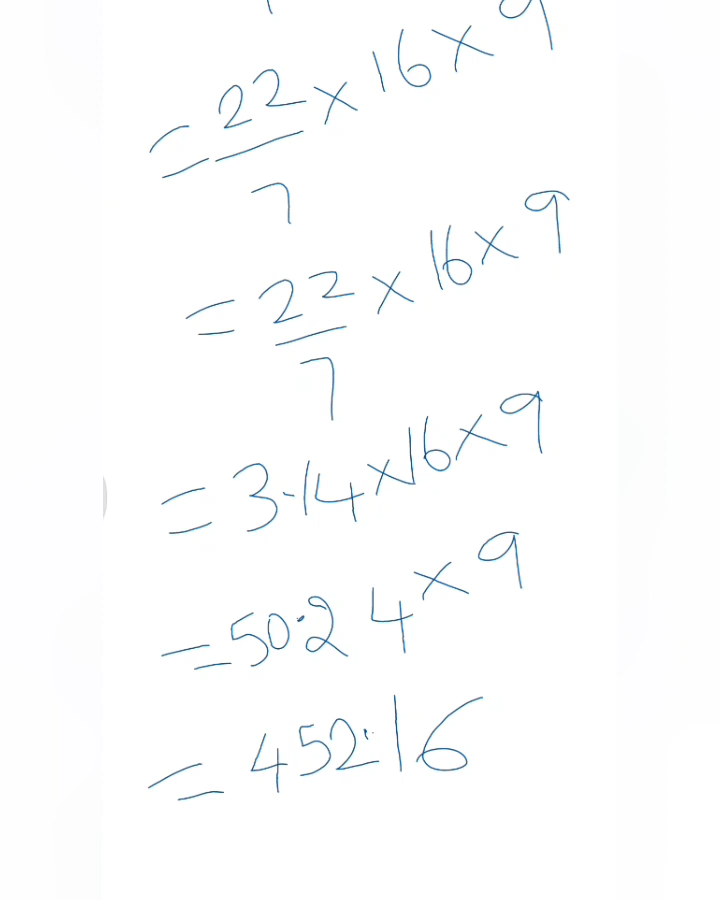 = 22/7 × 16 × 9
= 22/7 × 16 × 9
= 3.14 × 16 × 9
= 50.24 × 9
= 452.16